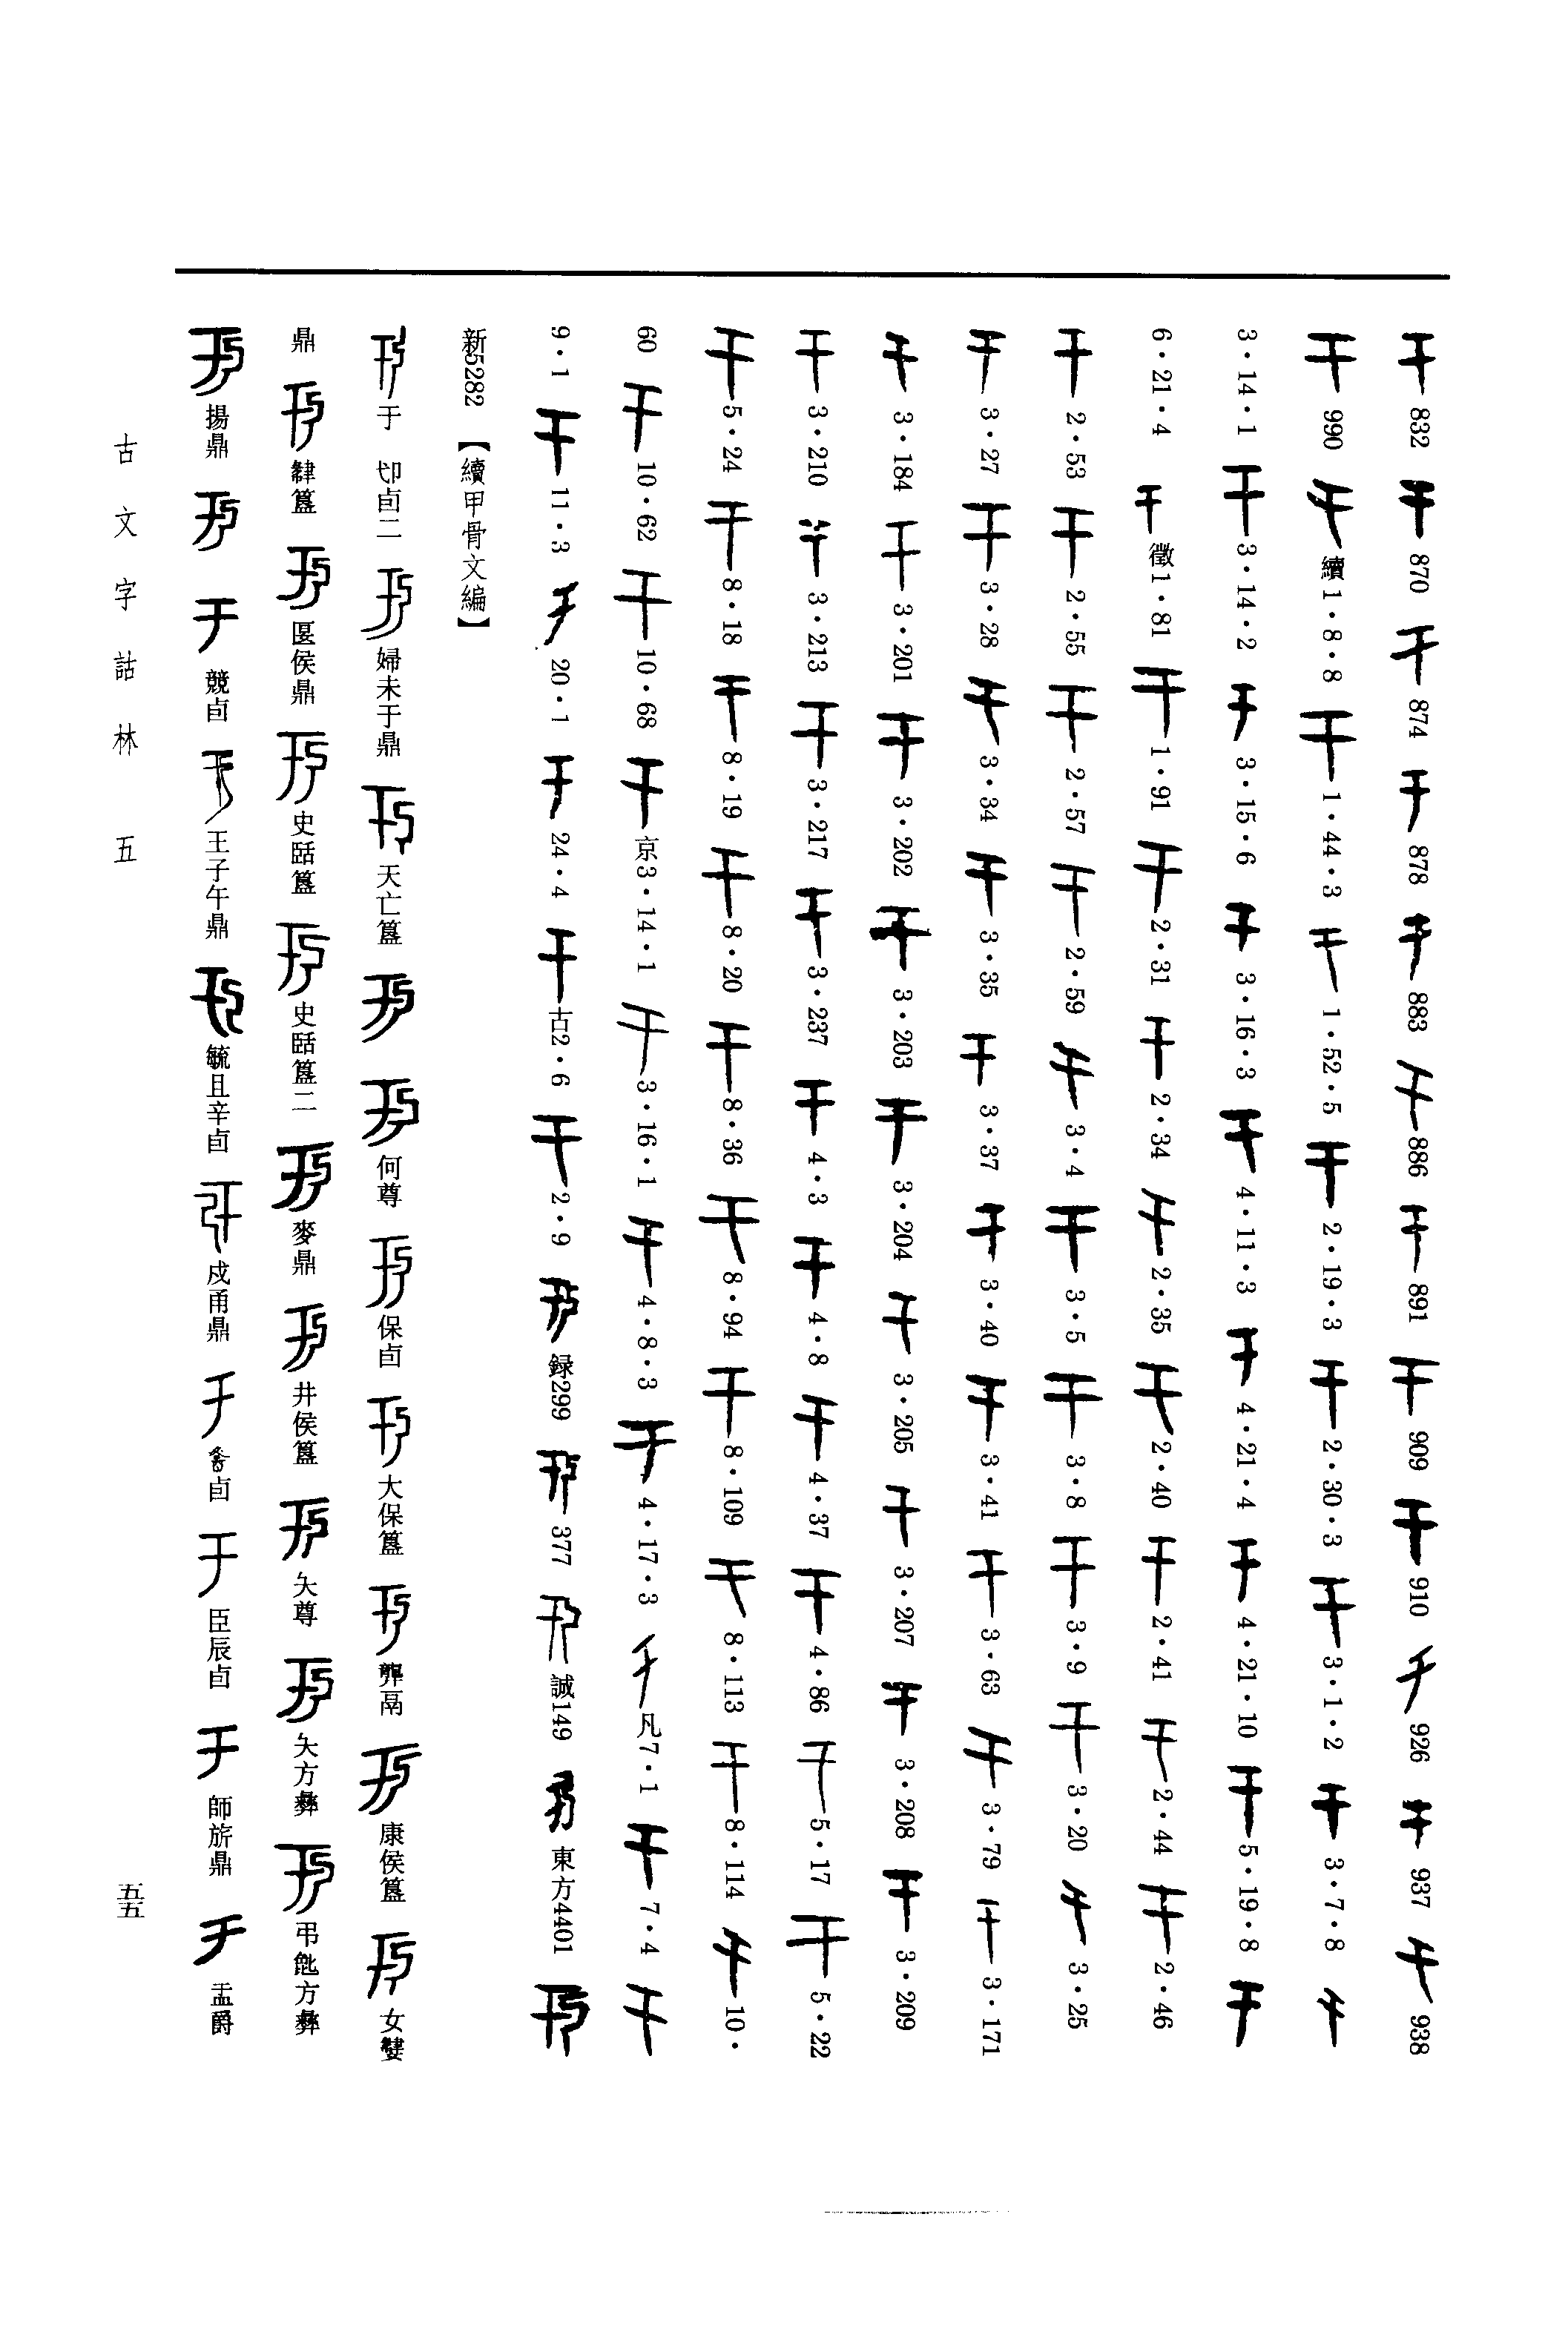 832 870 874 878 883 886 891 909 910 926 937 938
990 續1·8·8 1·44·3 1·52·5 2·19·3 2·30·3 3·1·2 3·7·8
3·14·1 3·14·2 3·15·6 3·16·3 4·11·3 4·21·4 4·21·10 5·19·8
6·21·4 徵1·81 1·91 2·31 2·34 2·35 2·40 2·41 2·44 2·46
2·53 2·55 2·57 2·59 3·4 3·5 3·8 3·9 3·20 3·25
3·27 3·28 3·34 3·35 3·37 3·40 3·41 3·63 3·79 3·171
3·184 3·201 3·202 3·203 3·204 3·205 3·207 3·208 3·209
3·210 3·213 3·217 3·237 4·3 4·8 4·37 4·86 5·17 5·22
5·24 8·18 8·19 8·20 8·36 8·94 8·109 8·113 8·114 10·
60 10·62 10·68 京3·14·1 3·16·1 4·8·3 4·17·3 凡7·1 7·4
9·1 11·3 20·1 24·4 古2·6 2·9 録299 377 誠149 東方4401
新5282 【續甲骨文編】
于 卣二 婦未于鼎 天亡簋 何尊 保卣 大保簋 鬲 康侯簋 女
鼎 簋 匽侯鼎 史䛗簋 史䛗簋二 麥鼎 井侯簋 夨尊 夨方彝 弔 方彝
揚鼎 競卣 王子午鼎 毓且辛卣 戍甬鼎 卣 臣辰卣 師旂鼎 盂爵
古文字詁林 五
五五